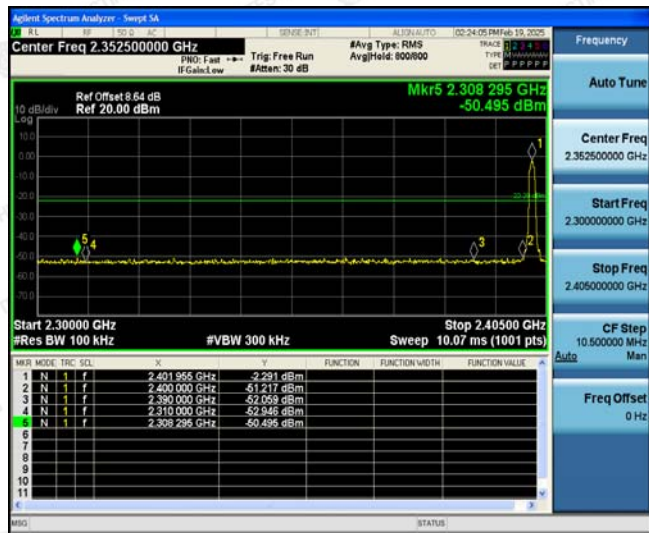 Agilent Spectrum Analyzer - Swept SA
RL RF 50 Ω AC SENSE:INT ALIGN AUTO 02:24:05 PM Feb 19, 2025
Center Freq 2.352500000 GHz
PNO: Fast
IFGain:Low
Trig: Free Run
#Atten: 30 dB
#Avg Type: RMS
Avg|Hold: 800/800
TRACE 1 2 3 4 5 6
TYPE M
DET P P P P P P
Mkr5 2.308 295 GHz
-50.495 dBm
Ref Offset 8.64 dB
Ref 20.00 dBm
10 dB/div
Log
10.0
0.00
-10.0
-20.0
-30.0
-40.0
-50.0
-60.0
-70.0
1
2
3
4
5
Start 2.30000 GHz
Stop 2.40500 GHz
#Res BW 100 kHz
#VBW 300 kHz
Sweep 10.07 ms (1001 pts)
MKR MODE TRC SCL X Y FUNCTION FUNCTION WIDTH FUNCTION VALUE
1 N 1 f 2.401 955 GHz -2.291 dBm
2 N 1 f 2.400 000 GHz -51.217 dBm
3 N 1 f 2.390 000 GHz -52.059 dBm
4 N 1 f 2.310 000 GHz -52.946 dBm
5 N 1 f 2.308 295 GHz -50.495 dBm
6
7
8
9
10
11
MSG
STATUS
Frequency
Auto Tune
Center Freq
2.352500000 GHz
Start Freq
2.300000000 GHz
Stop Freq
2.405000000 GHz
CF Step
10.500000 MHz
Auto Man
Freq Offset
0 Hz